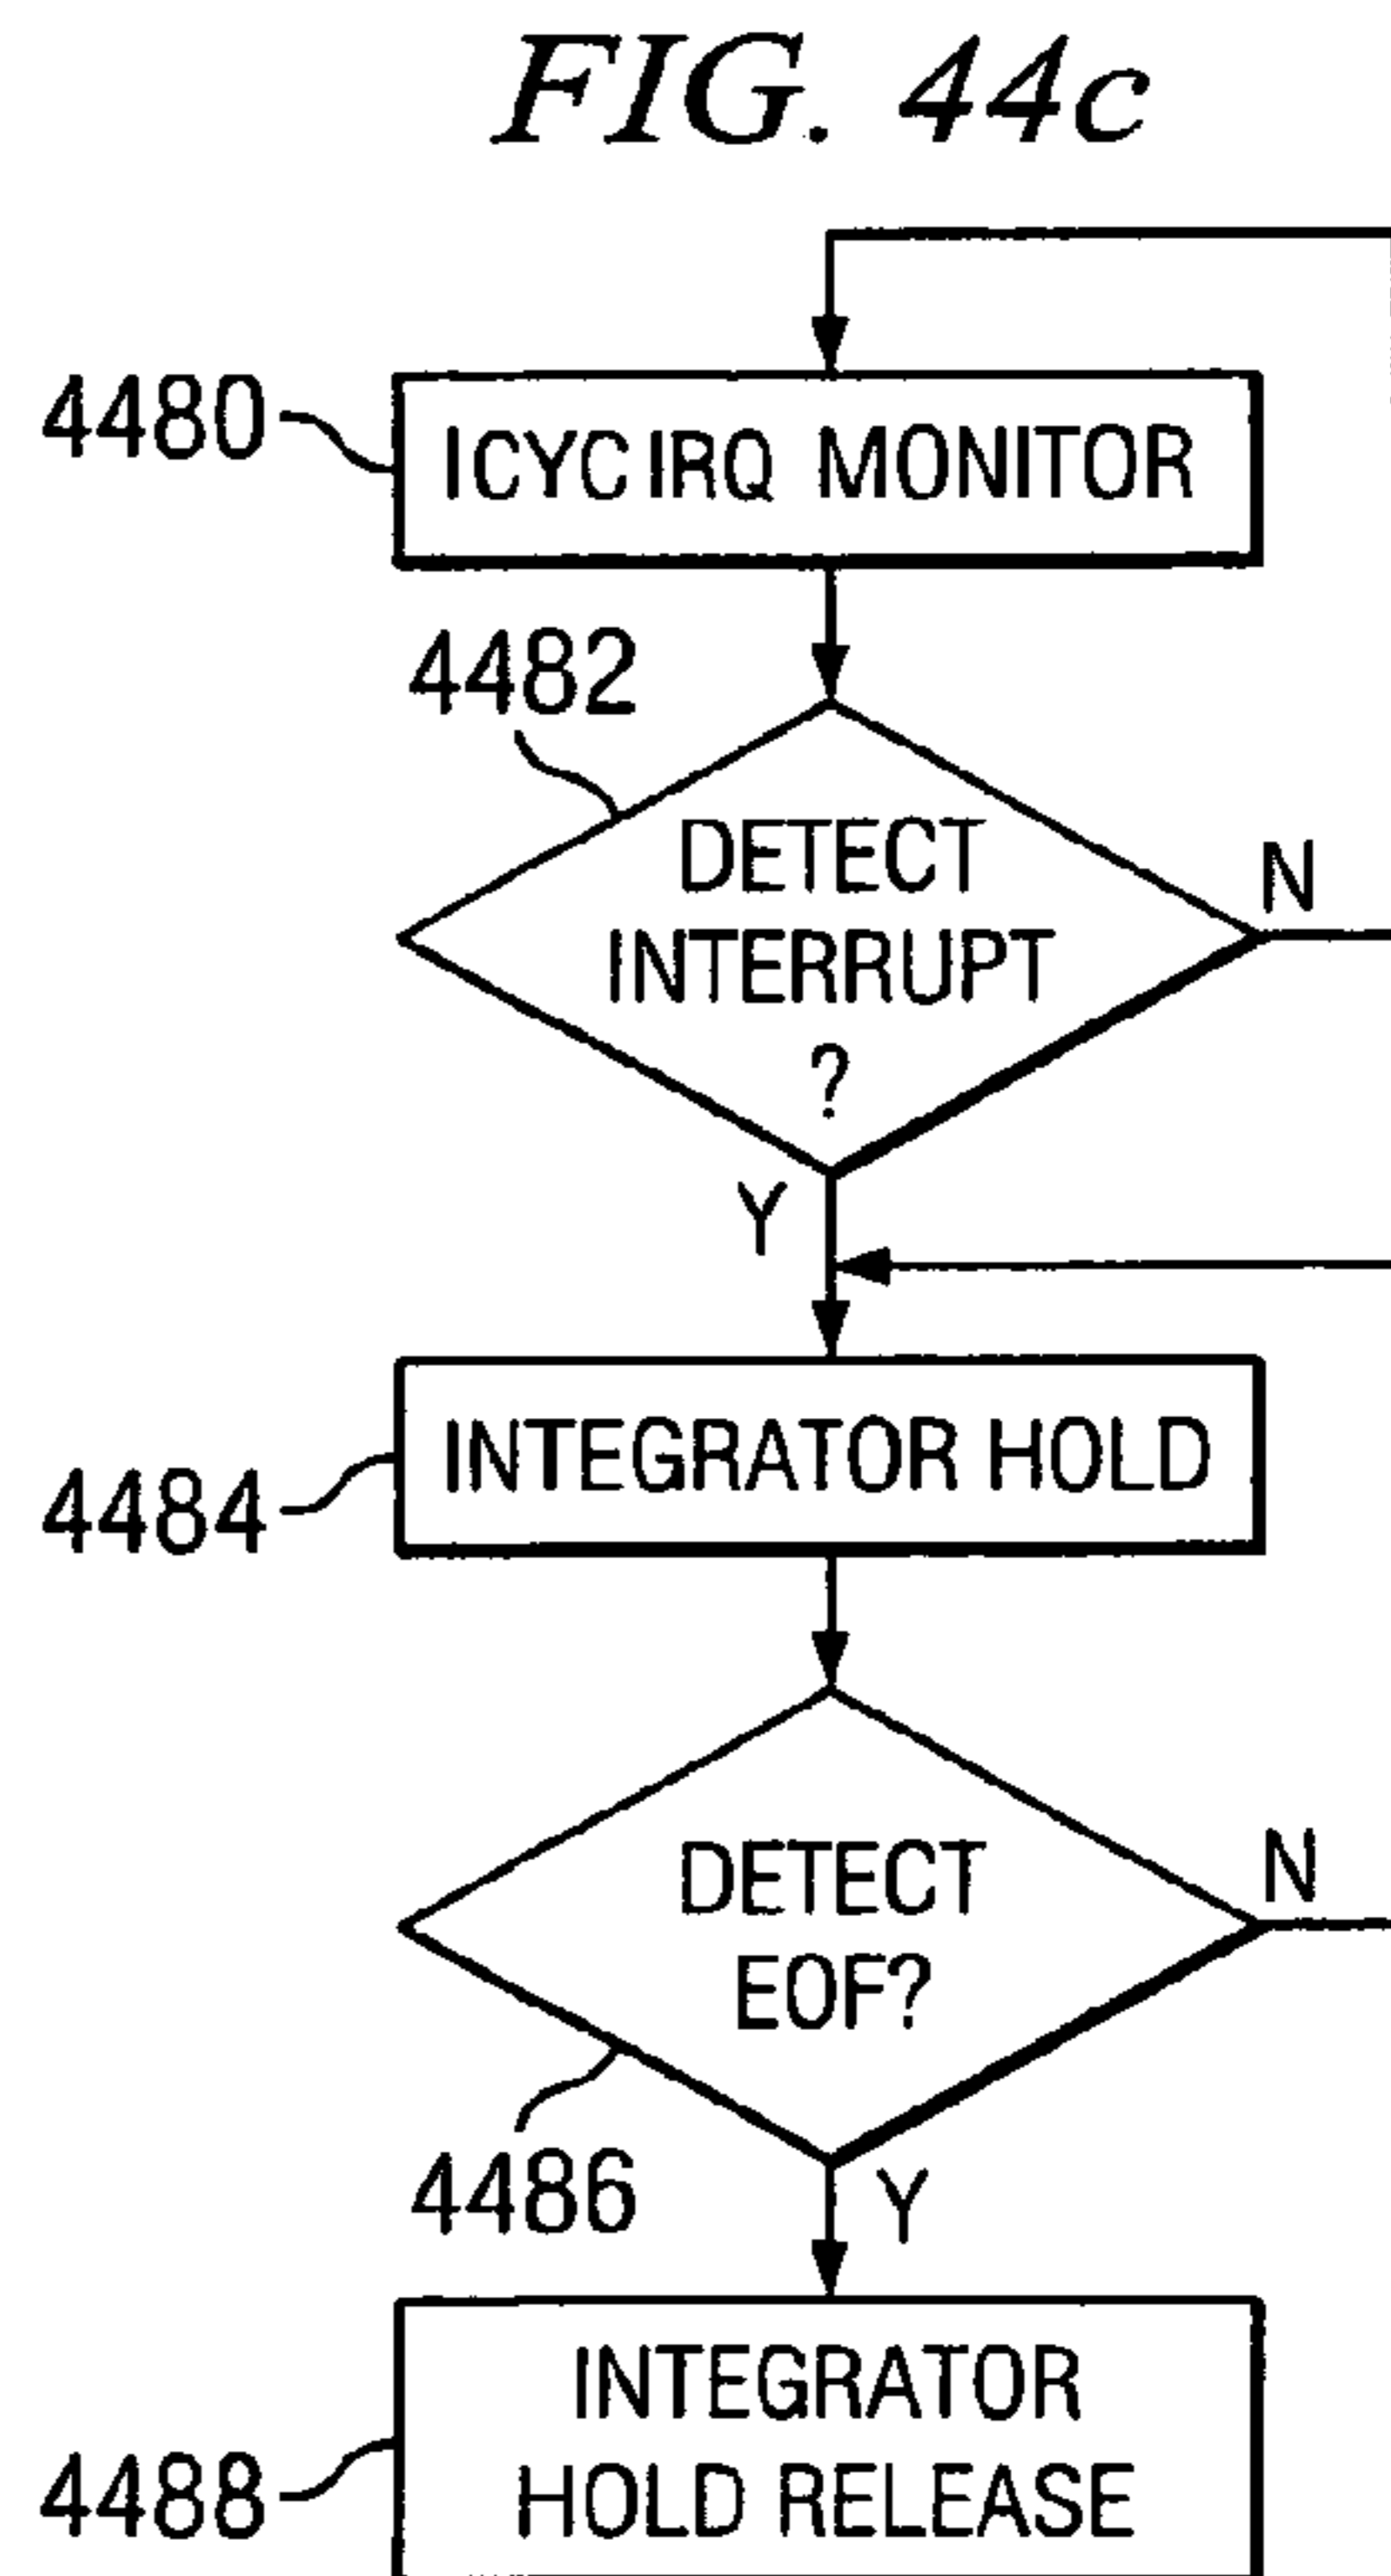 FIG. 44c
4480
ICYC IRQ MONITOR
4482
DETECT
INTERRUPT
?
N
Y
INTEGRATOR HOLD
4484
DETECT
EOF?
N
4486
Y
INTEGRATOR
HOLD RELEASE
4488